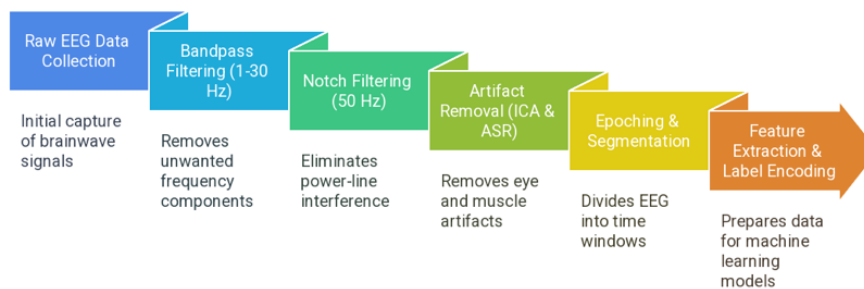 Raw EEG Data
Collection
Initial capture
of brainwave
signals
Bandpass
Filtering (1-30
Hz)
Removes
unwanted
frequency
components
Notch Filtering
(50 Hz)
Eliminates
power-line
interference
Artifact
Removal (ICA &
ASR)
Removes eye
and muscle
artifacts
Epoching &
Segmentation
Divides EEG
into time
windows
Feature
Extraction &
Label Encoding
Prepares data
for machine
learning
models